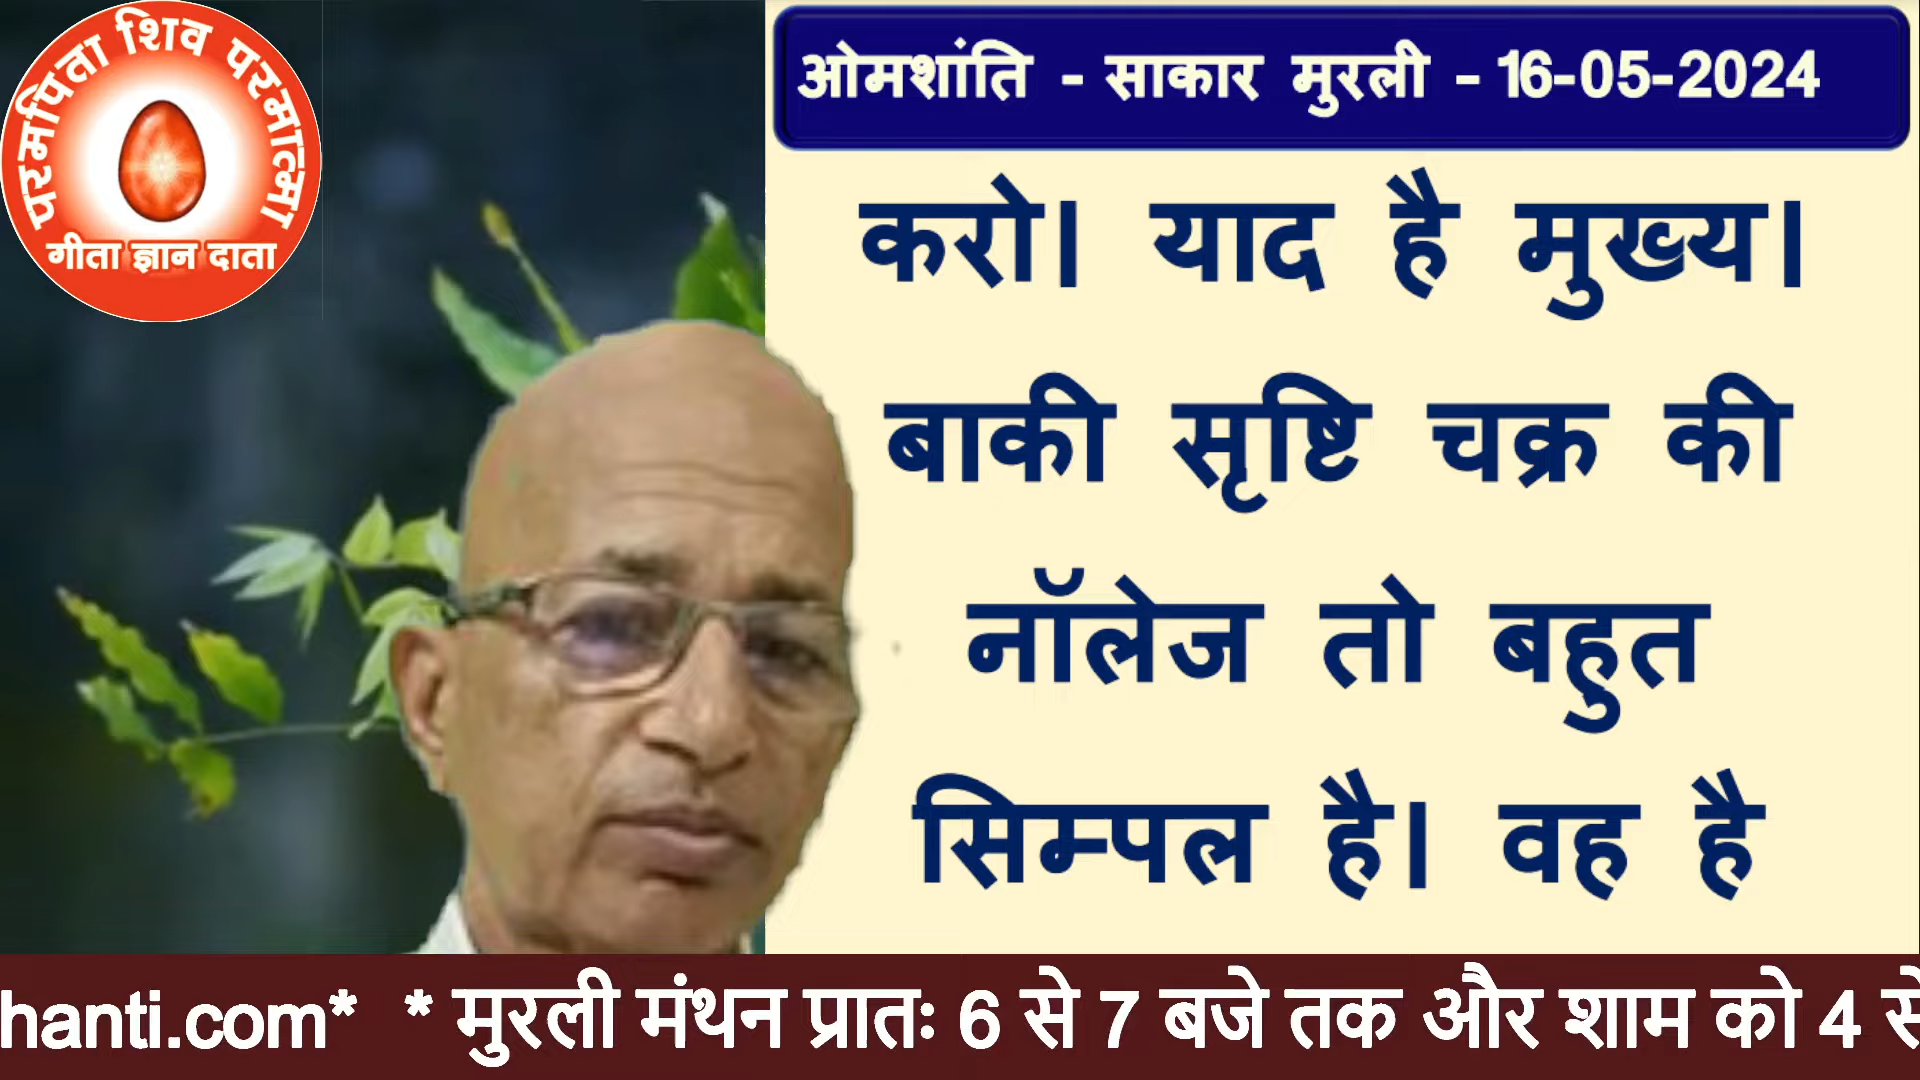 परमपिता शिव परमात्मा
गीता ज्ञान दाता
ओमशांति - साकार मुरली - 16-05-2024
करो। याद है मुख्य।
बाकी सृष्टि चक्र की
नॉलेज तो बहुत
सिम्पल है। वह है
hanti.com* * मुरली मंथन प्रातः 6 से 7 बजे तक और शाम को 4 से